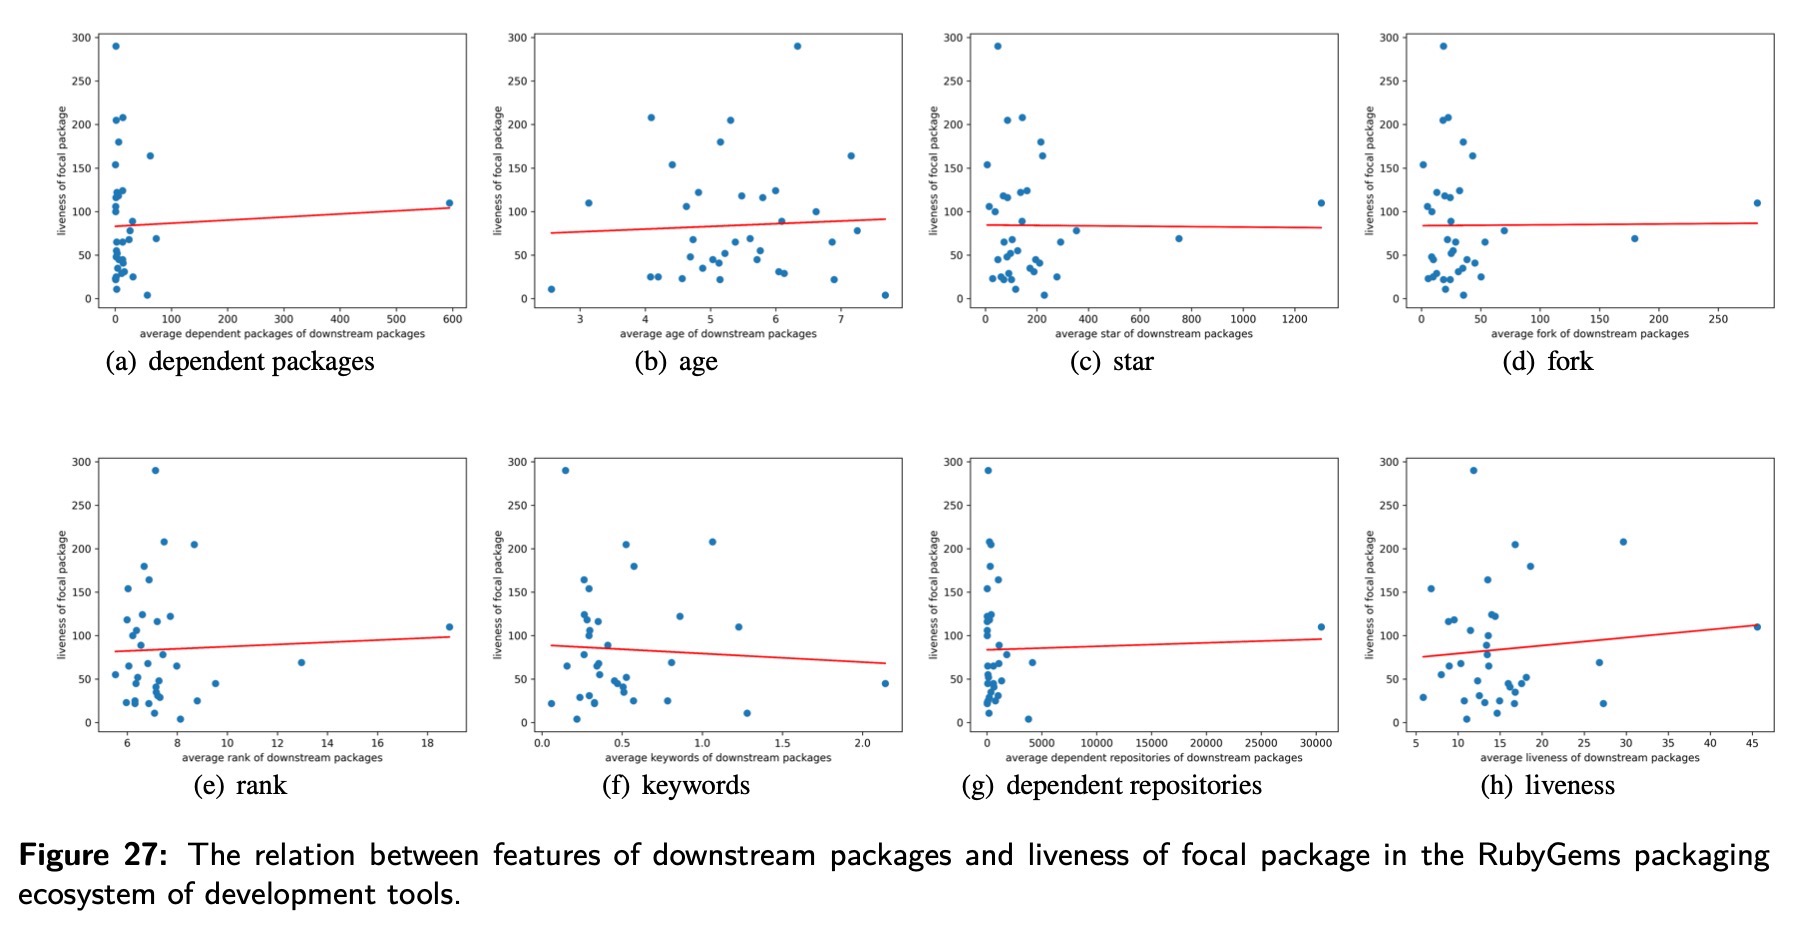 300
250
200
150
100
50
0
liveness of focal package
0 100 200 300 400 500 600
average dependent packages of downstream packages
(a) dependent packages
300
250
200
150
100
50
0
liveness of focal package
3 4 5 6 7
average age of downstream packages
(b) age
300
250
200
150
100
50
0
liveness of focal package
0 200 400 600 800 1000 1200
average star of downstream packages
(c) star
300
250
200
150
100
50
0
liveness of focal package
0 50 100 150 200 250
average fork of downstream packages
(d) fork
300
250
200
150
100
50
0
liveness of focal package
6 8 10 12 14 16 18
average rank of downstream packages
(e) rank
300
250
200
150
100
50
0
liveness of focal package
0.0 0.5 1.0 1.5 2.0
average keywords of downstream packages
(f) keywords
300
250
200
150
100
50
0
liveness of focal package
0 5000 10000 15000 20000 25000 30000
average dependent repositories of downstream packages
(g) dependent repositories
300
250
200
150
100
50
0
liveness of focal package
5 10 15 20 25 30 35 40 45
average liveness of downstream packages
(h) liveness
Figure 27: The relation between features of downstream packages and liveness of focal package in the RubyGems packaging
ecosystem of development tools.